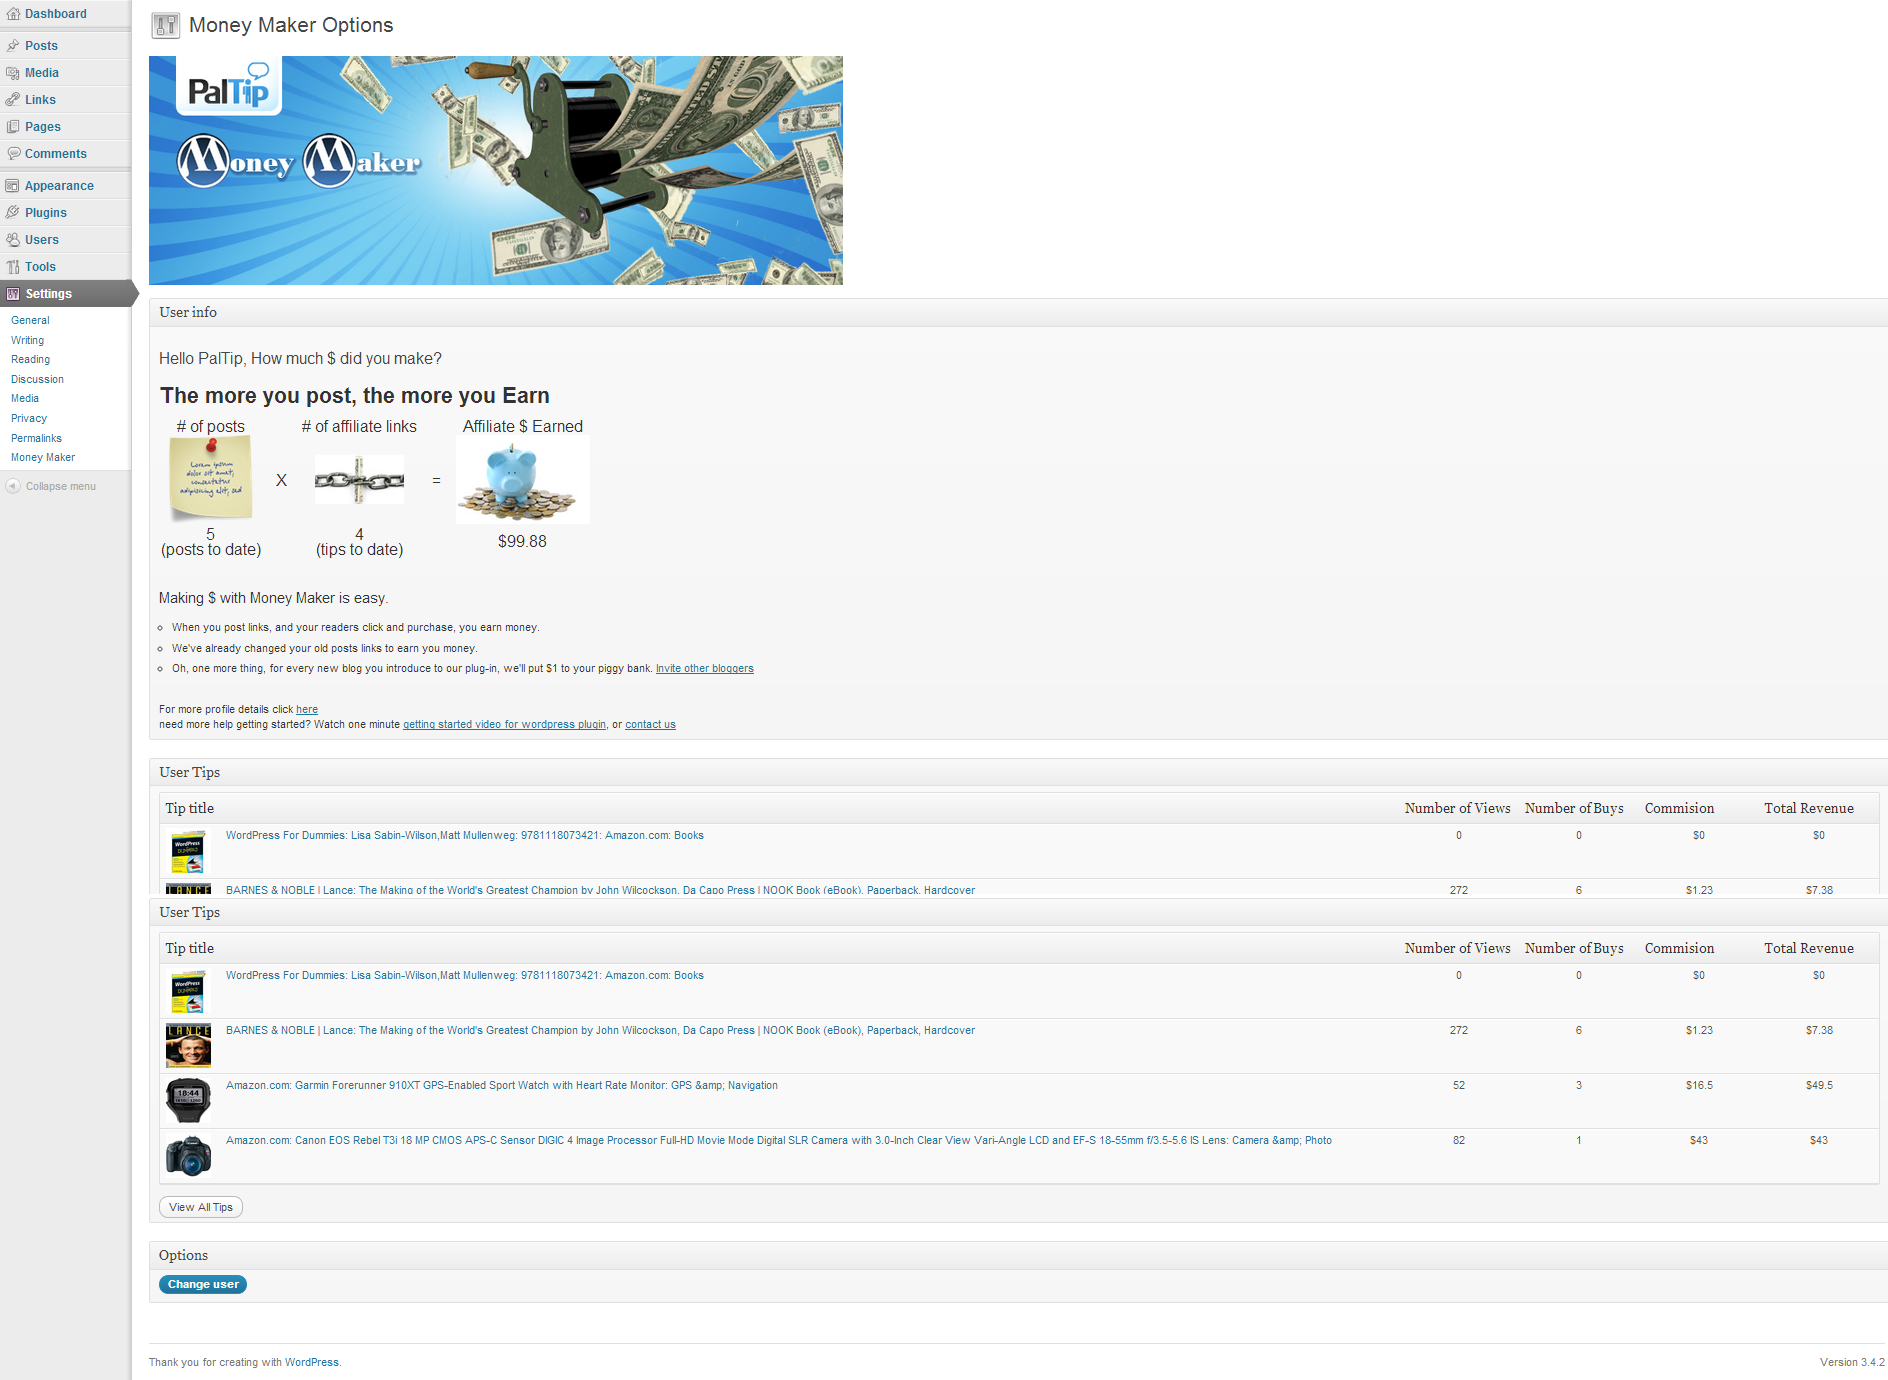 Dashboard
Posts
Media
Links
Pages
Comments
Appearance
Plugins
Users
Tools
Settings
General
Writing
Reading
Discussion
Media
Privacy
Permalinks
Money Maker
Collapse menu
Money Maker Options
PalTip
Money Maker
User info
Hello PalTip, How much $ did you make?
The more you post, the more you Earn
# of posts # of affiliate links Affiliate $ Earned
Lorem ipsum
dolor sit amet,
consectetur
adipiscing elit, sed
X =
5 4
(posts to date) (tips to date) $99.88
Making $ with Money Maker is easy.
When you post links, and your readers click and purchase, you earn money.
We've already changed your old posts links to earn you money.
Oh, one more thing, for every new blog you introduce to our plug-in, we'll put $1 to your piggy bank. Invite other bloggers
For more profile details click here
need more help getting started? Watch one minute getting started video for wordpress plugin, or contact us
User Tips
Tip title Number of Views Number of Buys Commision Total Revenue
WordPress For Dummies: Lisa Sabin-Wilson,Matt Mullenweg: 9781118073421: Amazon.com: Books 0 0 $0 $0
BARNES & NOBLE | Lance: The Making of the World's Greatest Champion by John Wilcockson, Da Capo Press | NOOK Book (eBook), Paperback, Hardcover 272 6 $1.23 $7.38
User Tips
Tip title Number of Views Number of Buys Commision Total Revenue
WordPress For Dummies: Lisa Sabin-Wilson,Matt Mullenweg: 9781118073421: Amazon.com: Books 0 0 $0 $0
BARNES & NOBLE | Lance: The Making of the World's Greatest Champion by John Wilcockson, Da Capo Press | NOOK Book (eBook), Paperback, Hardcover 272 6 $1.23 $7.38
Amazon.com: Garmin Forerunner 910XT GPS-Enabled Sport Watch with Heart Rate Monitor: GPS &amp; Navigation 52 3 $16.5 $49.5
Amazon.com: Canon EOS Rebel T3i 18 MP CMOS APS-C Sensor DIGIC 4 Image Processor Full-HD Movie Mode Digital SLR Camera with 3.0-Inch Clear View Vari-Angle LCD and EF-S 18-55mm f/3.5-5.6 IS Lens: Camera &amp; Photo 82 1 $43 $43
View All Tips
Options
Change user
Thank you for creating with WordPress. Version 3.4.2